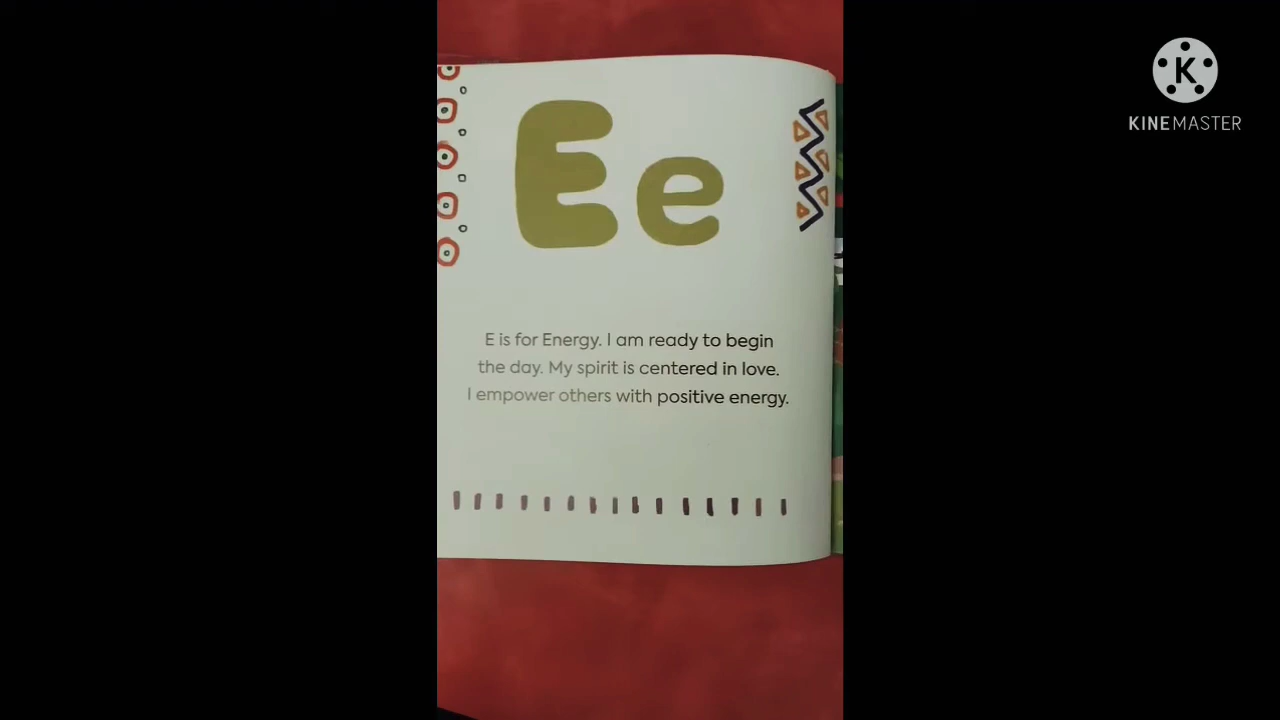 Ee
E is for Energy. I am ready to begin
the day. My spirit is centered in love.
I empower others with positive energy.
K
KINEMASTER